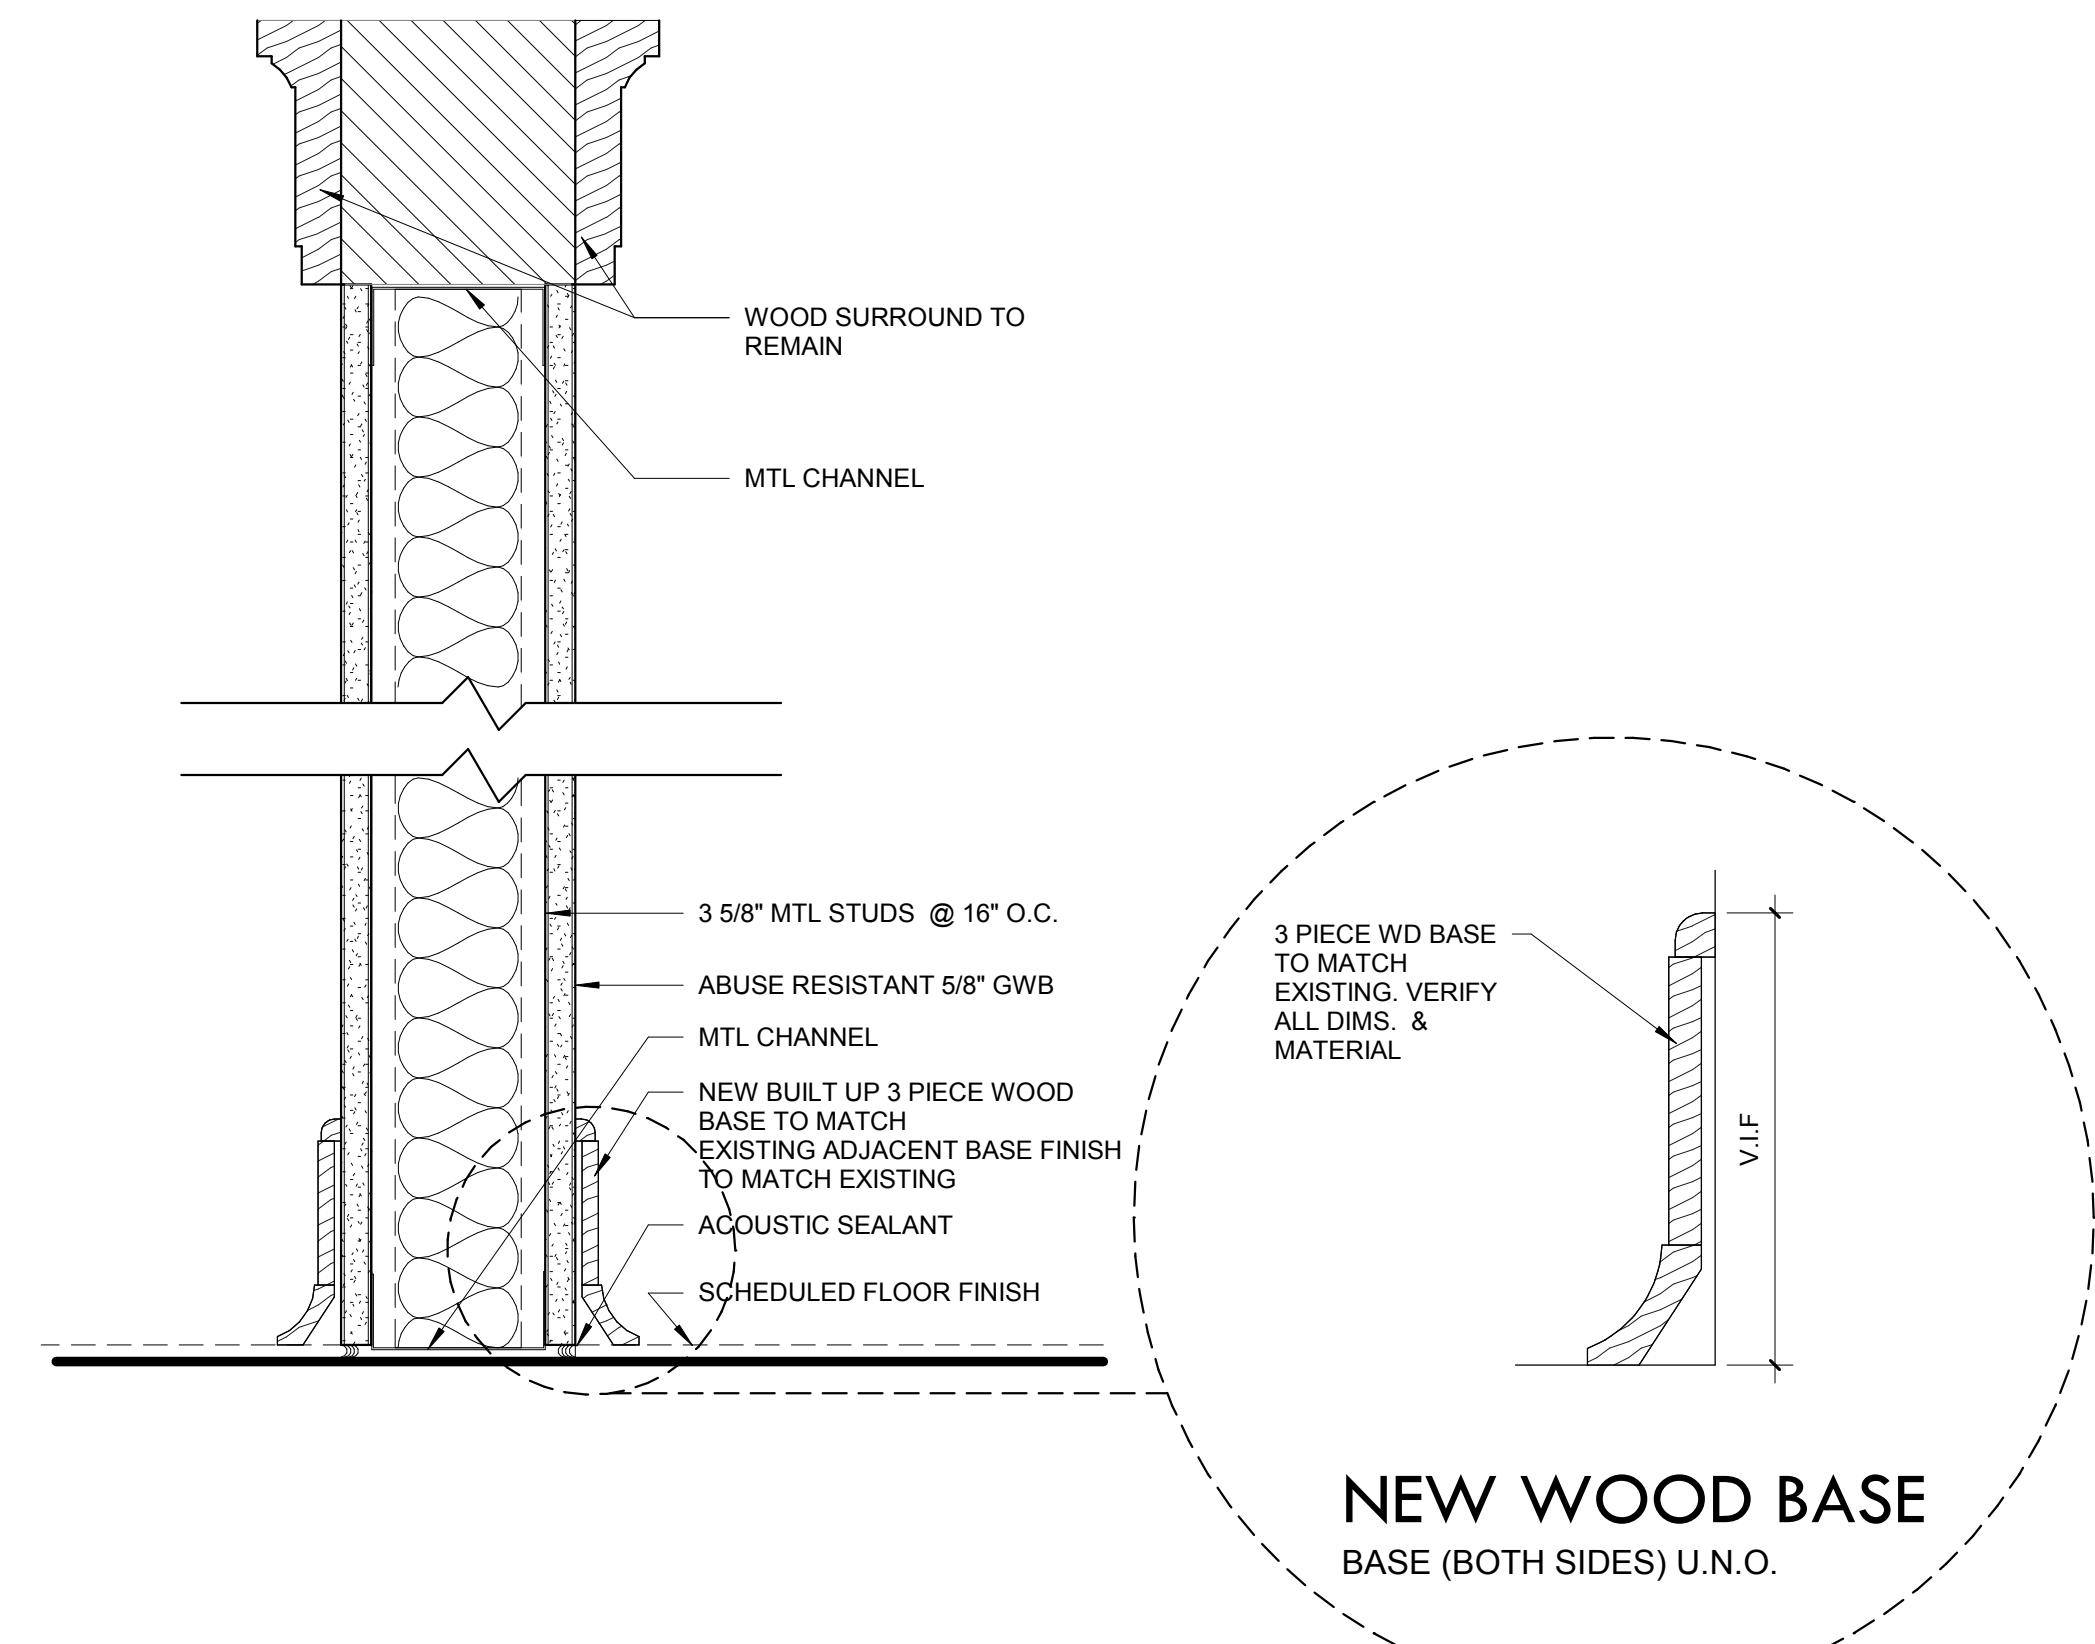 WOOD SURROUND TO
REMAIN
MTL CHANNEL
3 5/8" MTL STUDS @ 16" O.C.
ABUSE RESISTANT 5/8" GWB
MTL CHANNEL
NEW BUILT UP 3 PIECE WOOD
BASE TO MATCH
EXISTING ADJACENT BASE FINISH
TO MATCH EXISTING
ACOUSTIC SEALANT
SCHEDULED FLOOR FINISH
3 PIECE WD BASE
TO MATCH
EXISTING. VERIFY
ALL DIMS. &
MATERIAL
V.I.F
NEW WOOD BASE
BASE (BOTH SIDES) U.N.O.